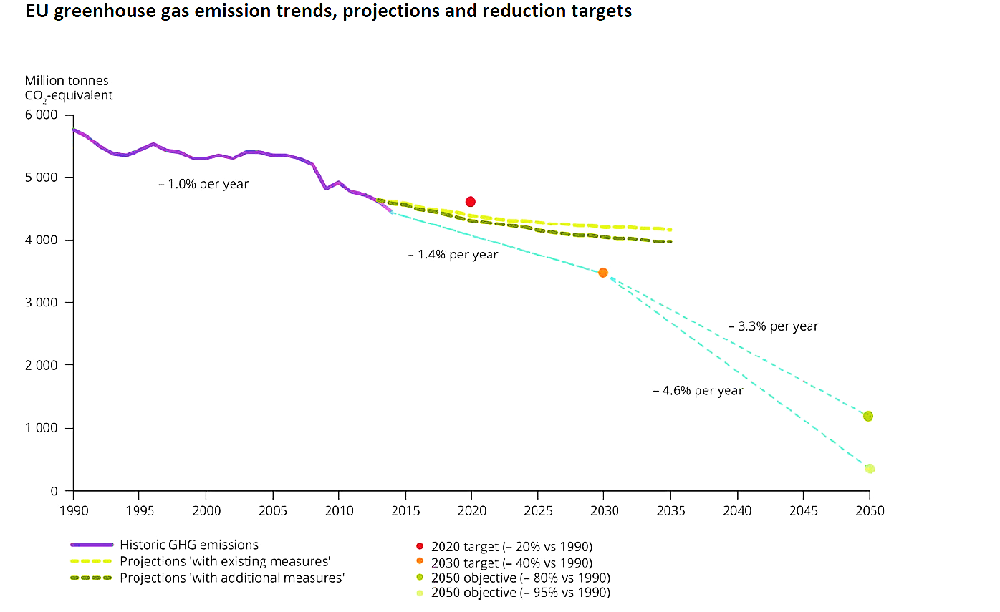 EU greenhouse gas emission trends, projections and reduction targets
Million tonnes
CO2-equivalent
6 000
5 000
4 000
3 000
2 000
1 000
0
– 1.0% per year
– 1.4% per year
– 3.3% per year
– 4.6% per year
1990 1995 2000 2005 2010 2015 2020 2025 2030 2035 2040 2045 2050
Historic GHG emissions
Projections 'with existing measures'
Projections 'with additional measures'
2020 target (– 20% vs 1990)
2030 target (– 40% vs 1990)
2050 objective (– 80% vs 1990)
2050 objective (– 95% vs 1990)